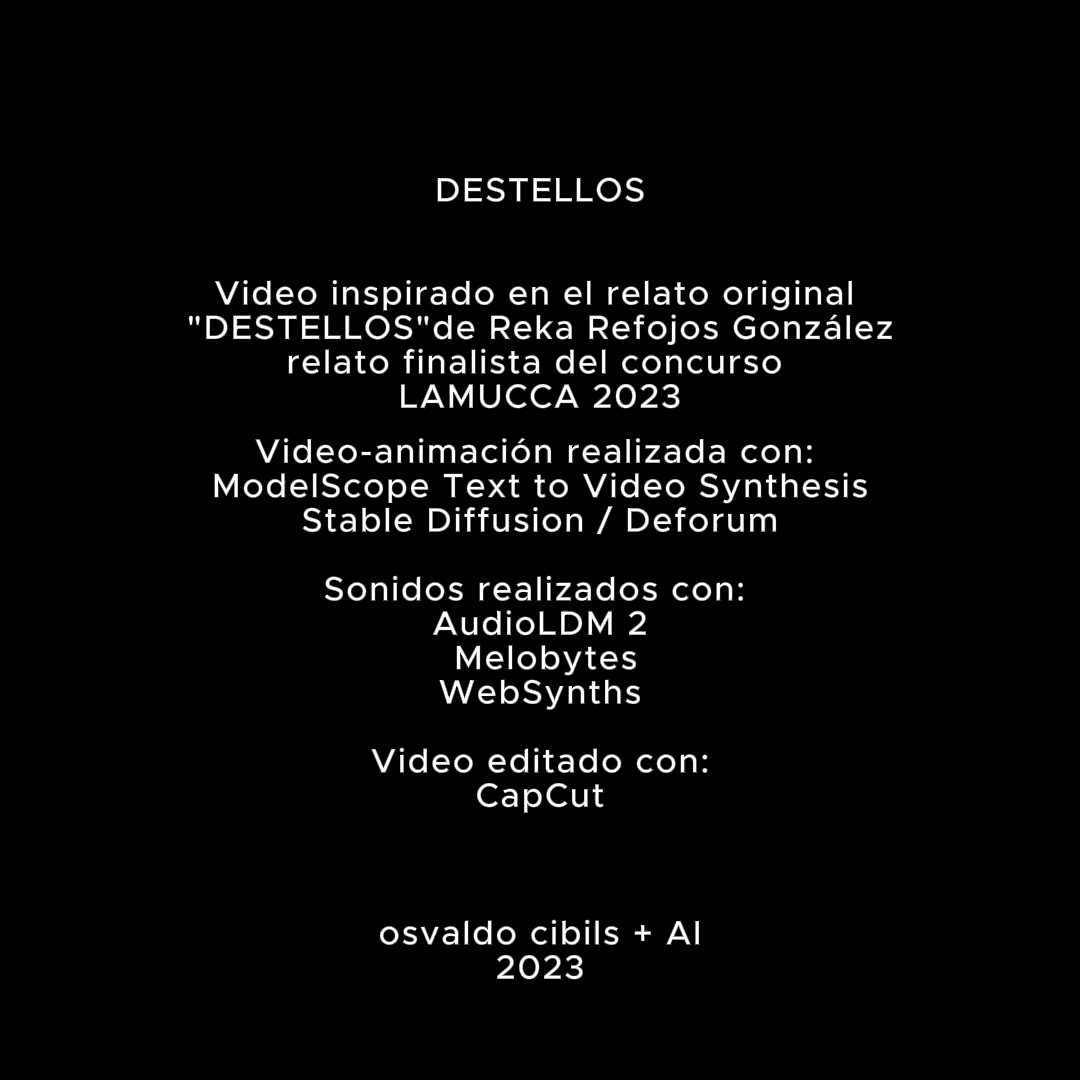 DESTELLOS
Video inspirado en el relato original
"DESTELLOS"de Reka Refojos González
relato finalista del concurso
LAMUCCA 2023
Video-animación realizada con:
ModelScope Text to Video Synthesis
Stable Diffusion / Deforum
Sonidos realizados con:
AudioLDM 2
Melobytes
WebSynths
Video editado con:
CapCut
osvaldo cibils + AI
2023